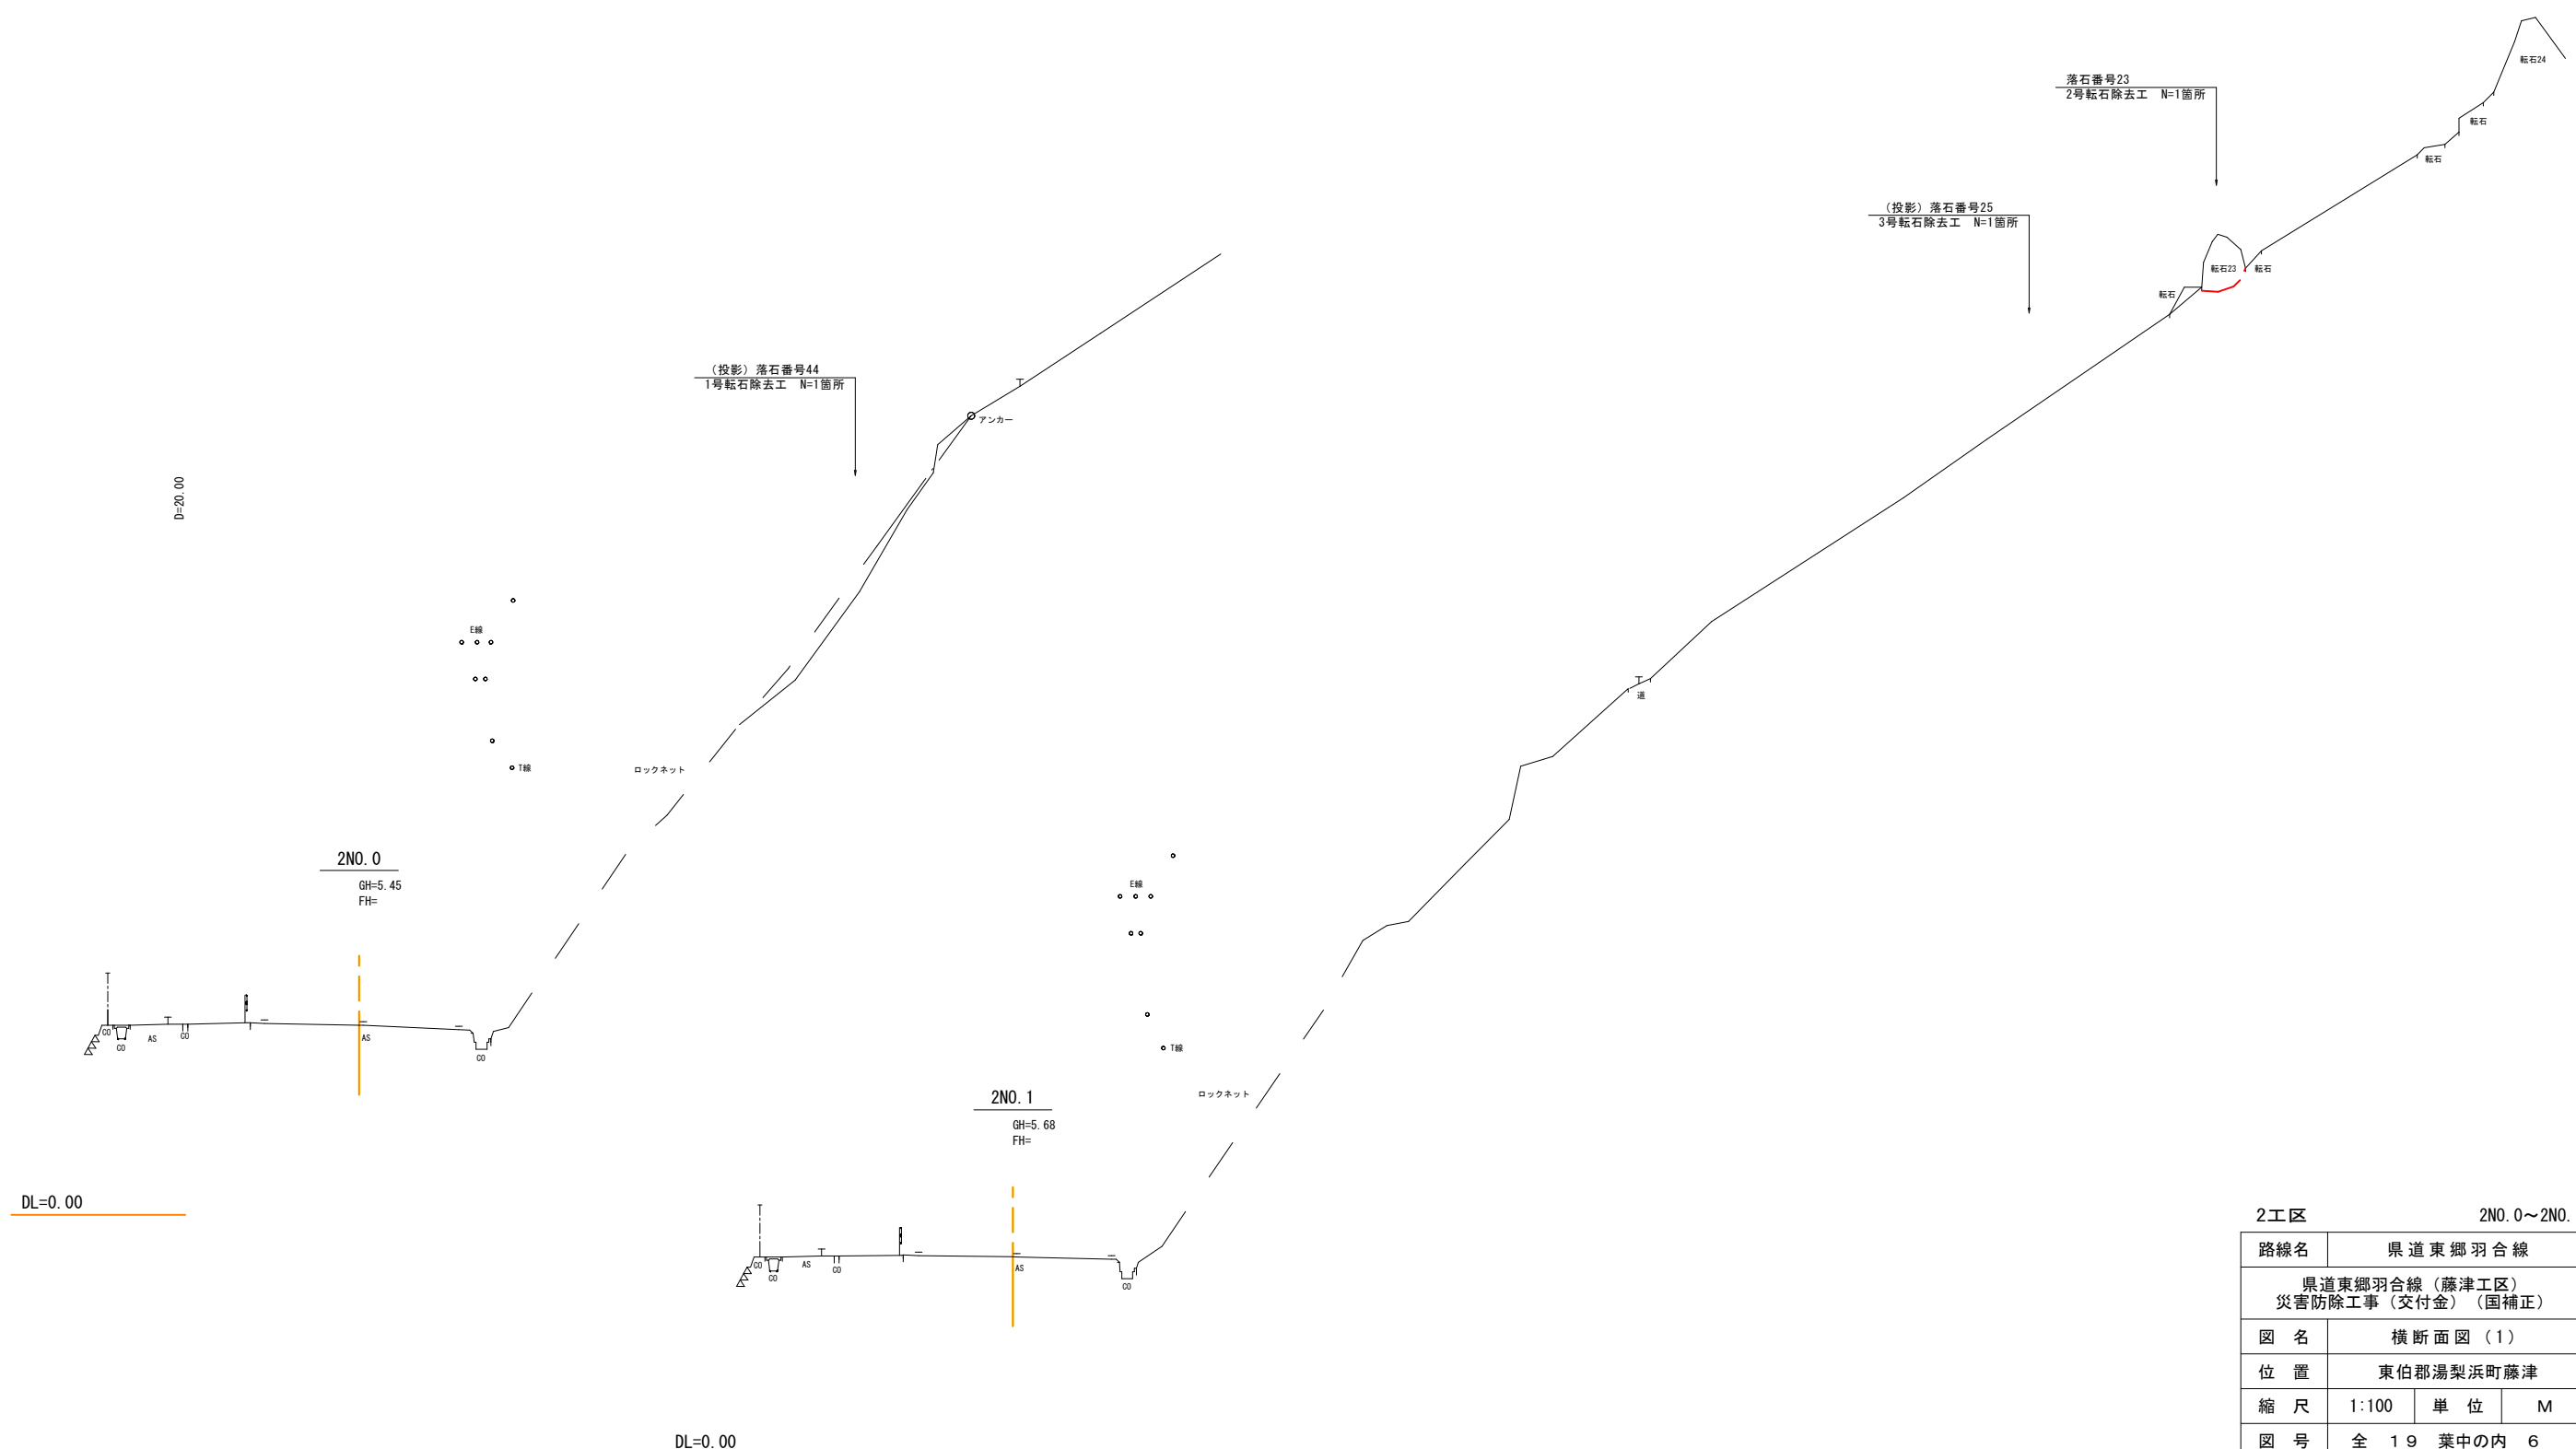 転石24
落石番号23
2号転石除去工　N=1箇所
転石
転石
(投影) 落石番号25
3号転石除去工　N=1箇所
転石23
転石
転石
(投影) 落石番号44
1号転石除去工　N=1箇所
アンカー
D=20.00
E線
T線
ロックネット
道
2NO.0
GH=5.45
FH=
E線
CO
CO
AS
CO
AS
CO
T線
ロックネット
2NO.1
GH=5.68
FH=
DL=0.00
CO
CO
AS
CO
AS
CO
DL=0.00
2工区　2NO.0～2NO.
路線名　県道東郷羽合線
県道東郷羽合線（藤津工区）
災害防除工事（交付金）（国補正）
図　名　横断面図（1）
位　置　東伯郡湯梨浜町藤津
縮　尺　1:100　単　位　M
図　号　全　19　葉中の内　6